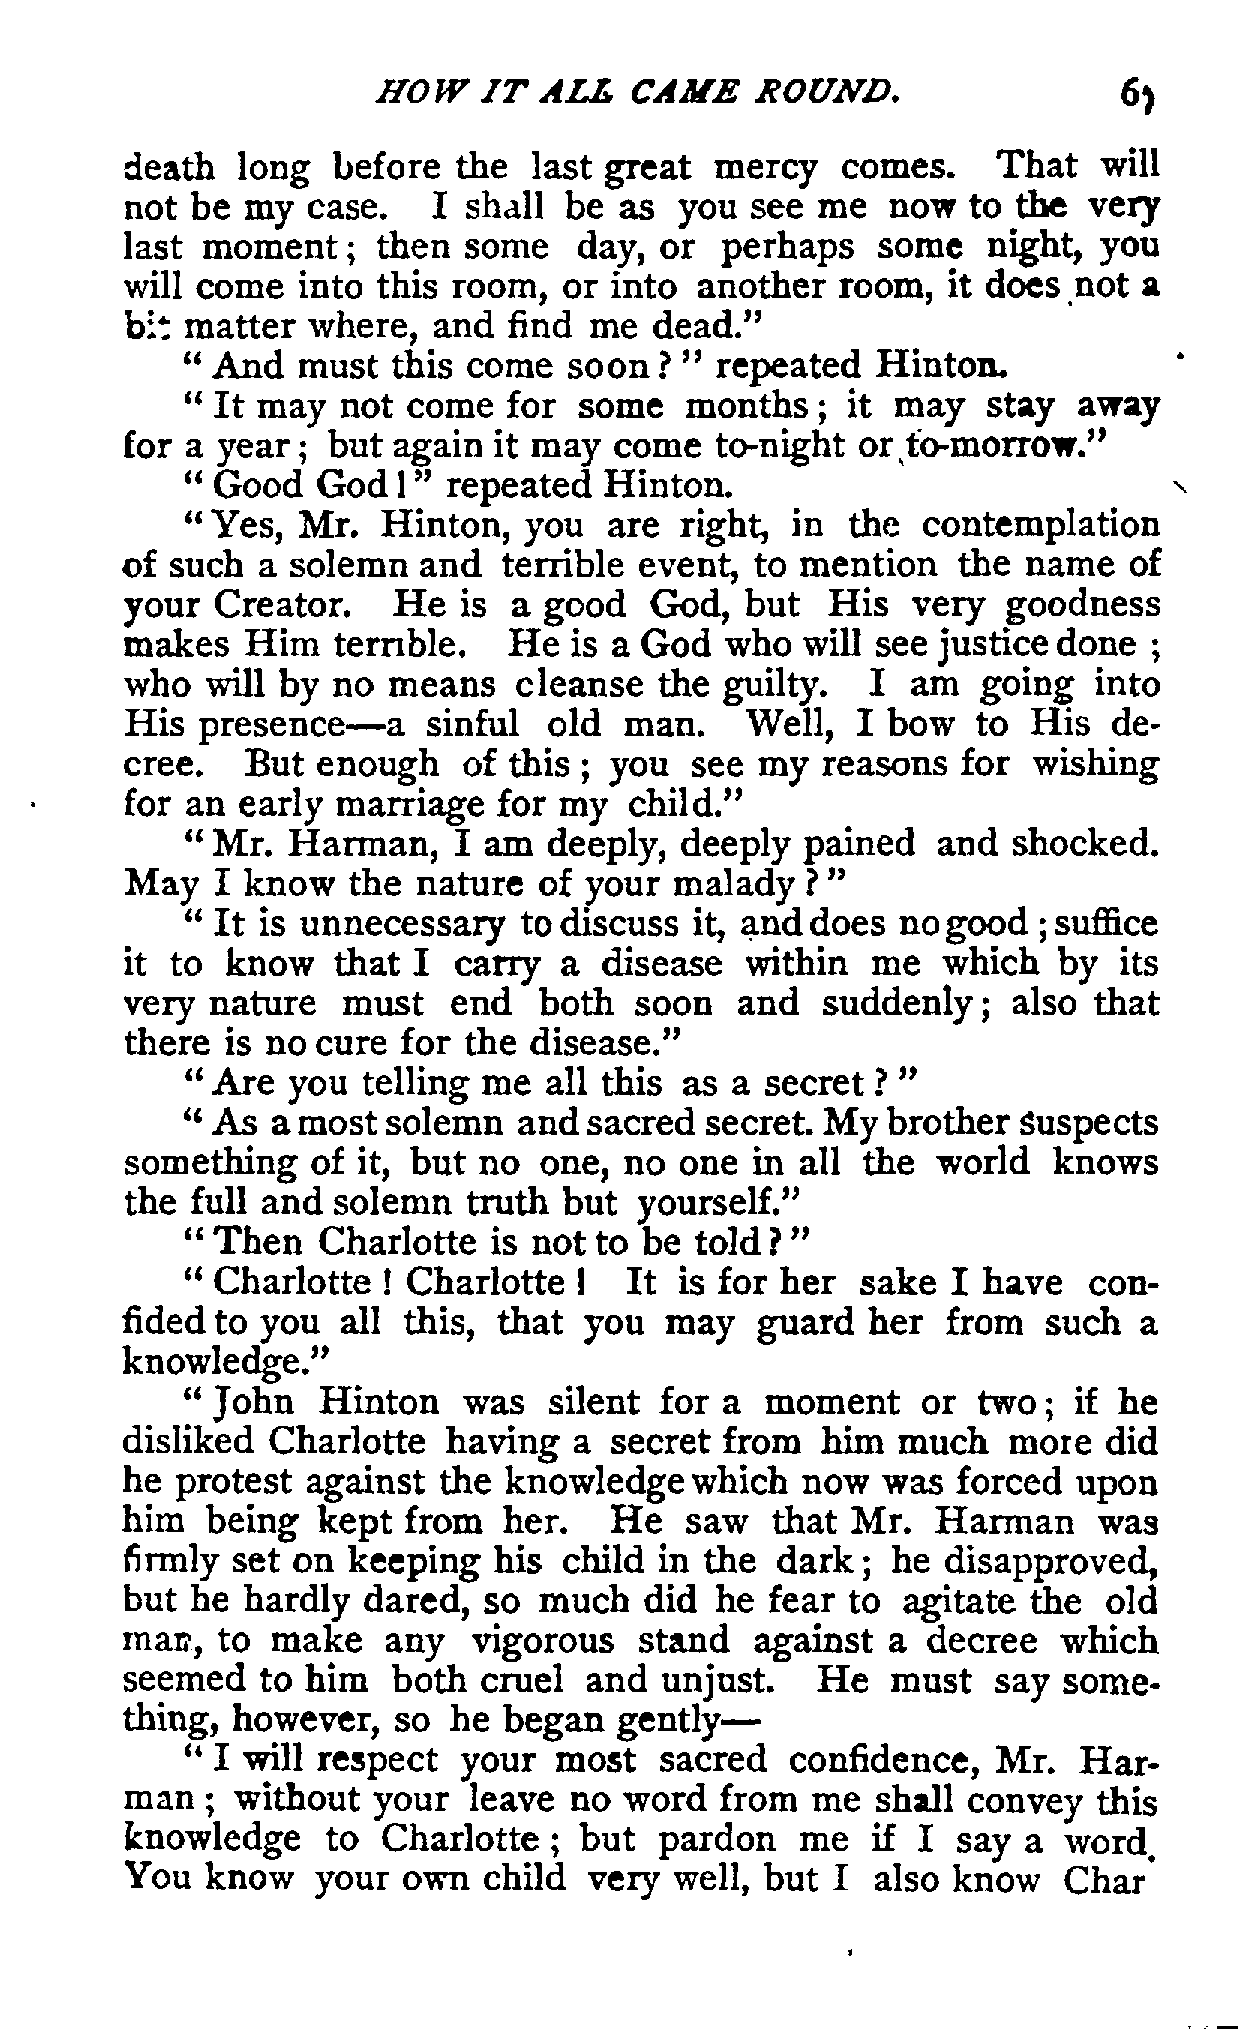 HOW IT ALL CAME ROUND. 67
death long before the last great mercy comes. That will
not be my case. I shall be as you see me now to the very
last moment; then some day, or perhaps some night, you
will come into this room, or into another room, it does not a
bit matter where, and find me dead."
"And must this come soon?" repeated Hinton.
"It may not come for some months; it may stay away
for a year; but again it may come to-night or to-morrow."
"Good God!" repeated Hinton.
"Yes, Mr. Hinton, you are right, in the contemplation
of such a solemn and terrible event, to mention the name of
your Creator. He is a good God, but His very goodness
makes Him terrible. He is a God who will see justice done;
who will by no means cleanse the guilty. I am going into
His presence—a sinful old man. Well, I bow to His de-
cree. But enough of this; you see my reasons for wishing
for an early marriage for my child."
"Mr. Harman, I am deeply, deeply pained and shocked.
May I know the nature of your malady?"
"It is unnecessary to discuss it, and does no good; suffice
it to know that I carry a disease within me which by its
very nature must end both soon and suddenly; also that
there is no cure for the disease."
"Are you telling me all this as a secret?"
"As a most solemn and sacred secret. My brother suspects
something of it, but no one, no one in all the world knows
the full and solemn truth but yourself."
"Then Charlotte is not to be told?"
"Charlotte! Charlotte! It is for her sake I have con-
fided to you all this, that you may guard her from such a
knowledge."
"John Hinton was silent for a moment or two; if he
disliked Charlotte having a secret from him much more did
he protest against the knowledge which now was forced upon
him being kept from her. He saw that Mr. Harman was
firmly set on keeping his child in the dark; he disapproved,
but he hardly dared, so much did he fear to agitate the old
man, to make any vigorous stand against a decree which
seemed to him both cruel and unjust. He must say some-
thing, however, so he began gently—
"I will respect your most sacred confidence, Mr. Har-
man; without your leave no word from me shall convey this
knowledge to Charlotte; but pardon me if I say a word.
You know your own child very well, but I also know Char